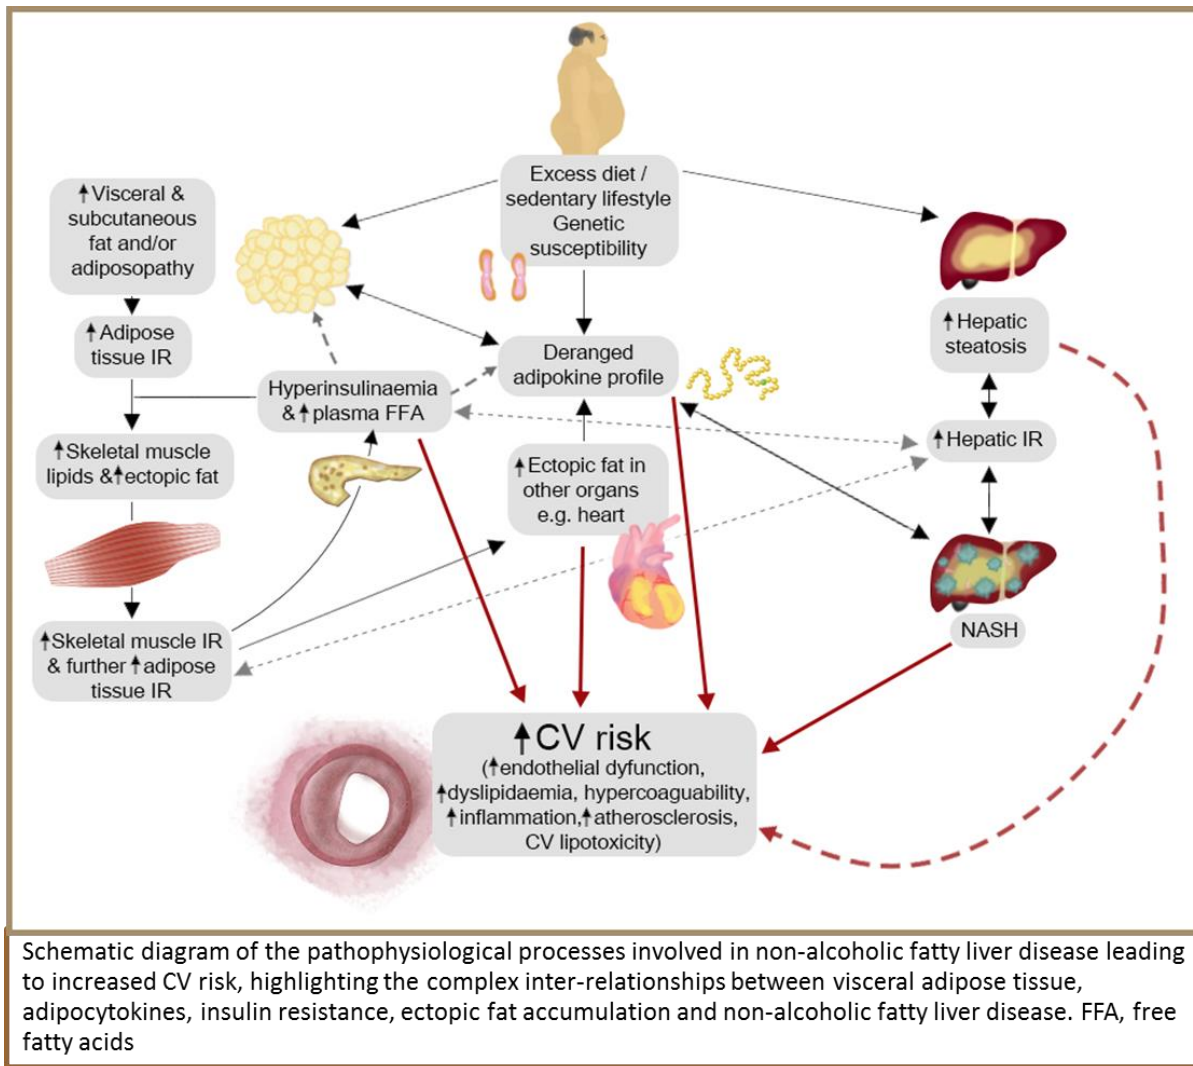 Excess diet /
sedentary lifestyle
Genetic
susceptibility
↑Visceral &
subcutaneous
fat and/or
adiposopathy
↑Adipose
tissue IR
Hyperinsulinaemia
&↑plasma FFA
Deranged
adipokine profile
↑Hepatic
steatosis
↑Hepatic IR
↑Skeletal muscle
lipids &↑ectopic fat
↑Ectopic fat in
other organs
e.g. heart
↑Skeletal muscle IR
& further↑adipose
tissue IR
NASH
↑CV risk
(↑endothelial dyfunction,
↑dyslipidaemia, hypercoaguability,
↑inflammation,↑atherosclerosis,
CV lipotoxicity)
Schematic diagram of the pathophysiological processes involved in non-alcoholic fatty liver disease leading
to increased CV risk, highlighting the complex inter-relationships between visceral adipose tissue,
adipocytokines, insulin resistance, ectopic fat accumulation and non-alcoholic fatty liver disease. FFA, free
fatty acids